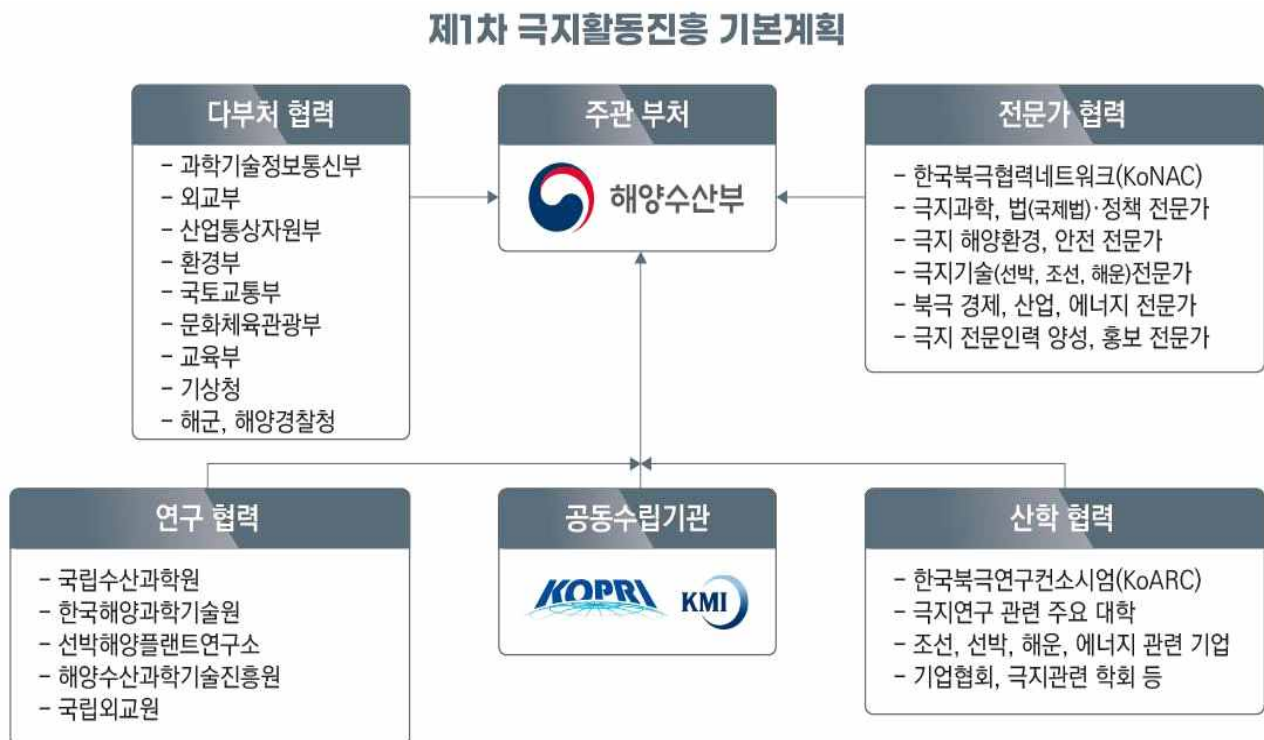 제1차 극지활동진흥 기본계획
다부처 협력
- 과학기술정보통신부
- 외교부
- 산업통상자원부
- 환경부
- 국토교통부
- 문화체육관광부
- 교육부
- 기상청
- 해군, 해양경찰청
주관 부처
해양수산부
전문가 협력
- 한국북극협력네트워크(KoNAC)
- 극지과학, 법(국제법)·정책 전문가
- 극지 해양환경, 안전 전문가
- 극지기술(선박, 조선, 해운)전문가
- 북극 경제, 산업, 에너지 전문가
- 극지 전문인력 양성, 홍보 전문가
연구 협력
- 국립수산과학원
- 한국해양과학기술원
- 선박해양플랜트연구소
- 해양수산과학기술진흥원
- 국립외교원
공동수립기관
KOPRI
KMI
산학 협력
- 한국북극연구컨소시엄(KoARC)
- 극지연구 관련 주요 대학
- 조선, 선박, 해운, 에너지 관련 기업
- 기업협회, 극지관련 학회 등